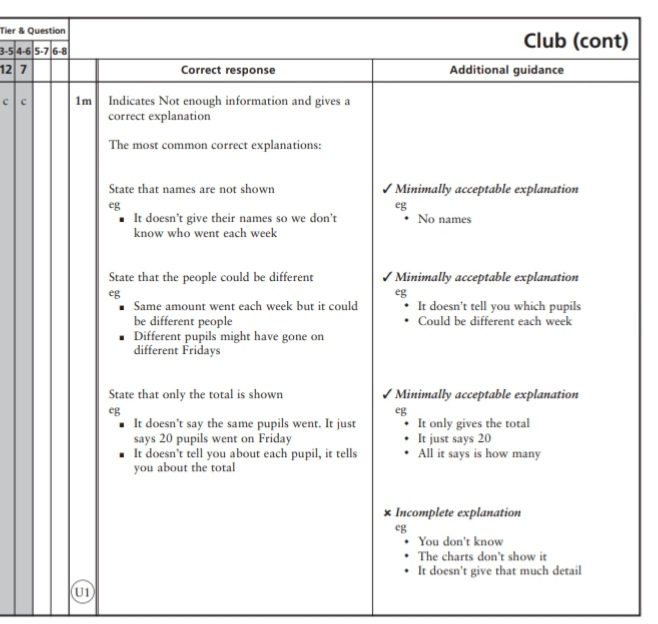 Tier & Question
3-5 4-6 5-7 6-8
Club (cont)
12 7
Correct response
Additional guidance
c c
1m
Indicates Not enough information and gives a
correct explanation
The most common correct explanations:
State that names are not shown
eg
▪ It doesn't give their names so we don't
know who went each week
✓ Minimally acceptable explanation
eg
• No names
State that the people could be different
eg
▪ Same amount went each week but it could
be different people
▪ Different pupils might have gone on
different Fridays
✓ Minimally acceptable explanation
eg
• It doesn't tell you which pupils
• Could be different each week
State that only the total is shown
eg
▪ It doesn't say the same pupils went. It just
says 20 pupils went on Friday
▪ It doesn't tell you about each pupil, it tells
you about the total
✓ Minimally acceptable explanation
eg
• It only gives the total
• It just says 20
• All it says is how many
× Incomplete explanation
eg
• You don't know
• The charts don't show it
• It doesn't give that much detail
U1